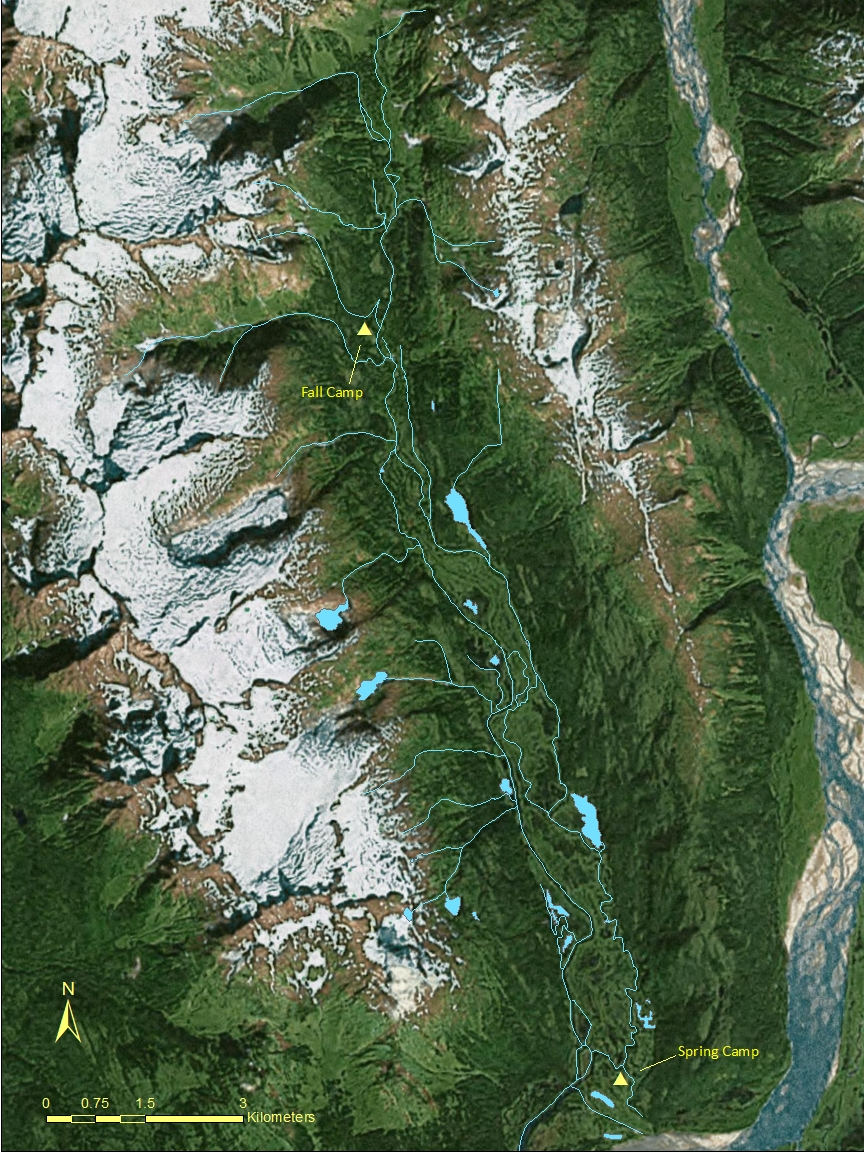 Fall Camp
N
Spring Camp
0 0.75 1.5 3
Kilometers